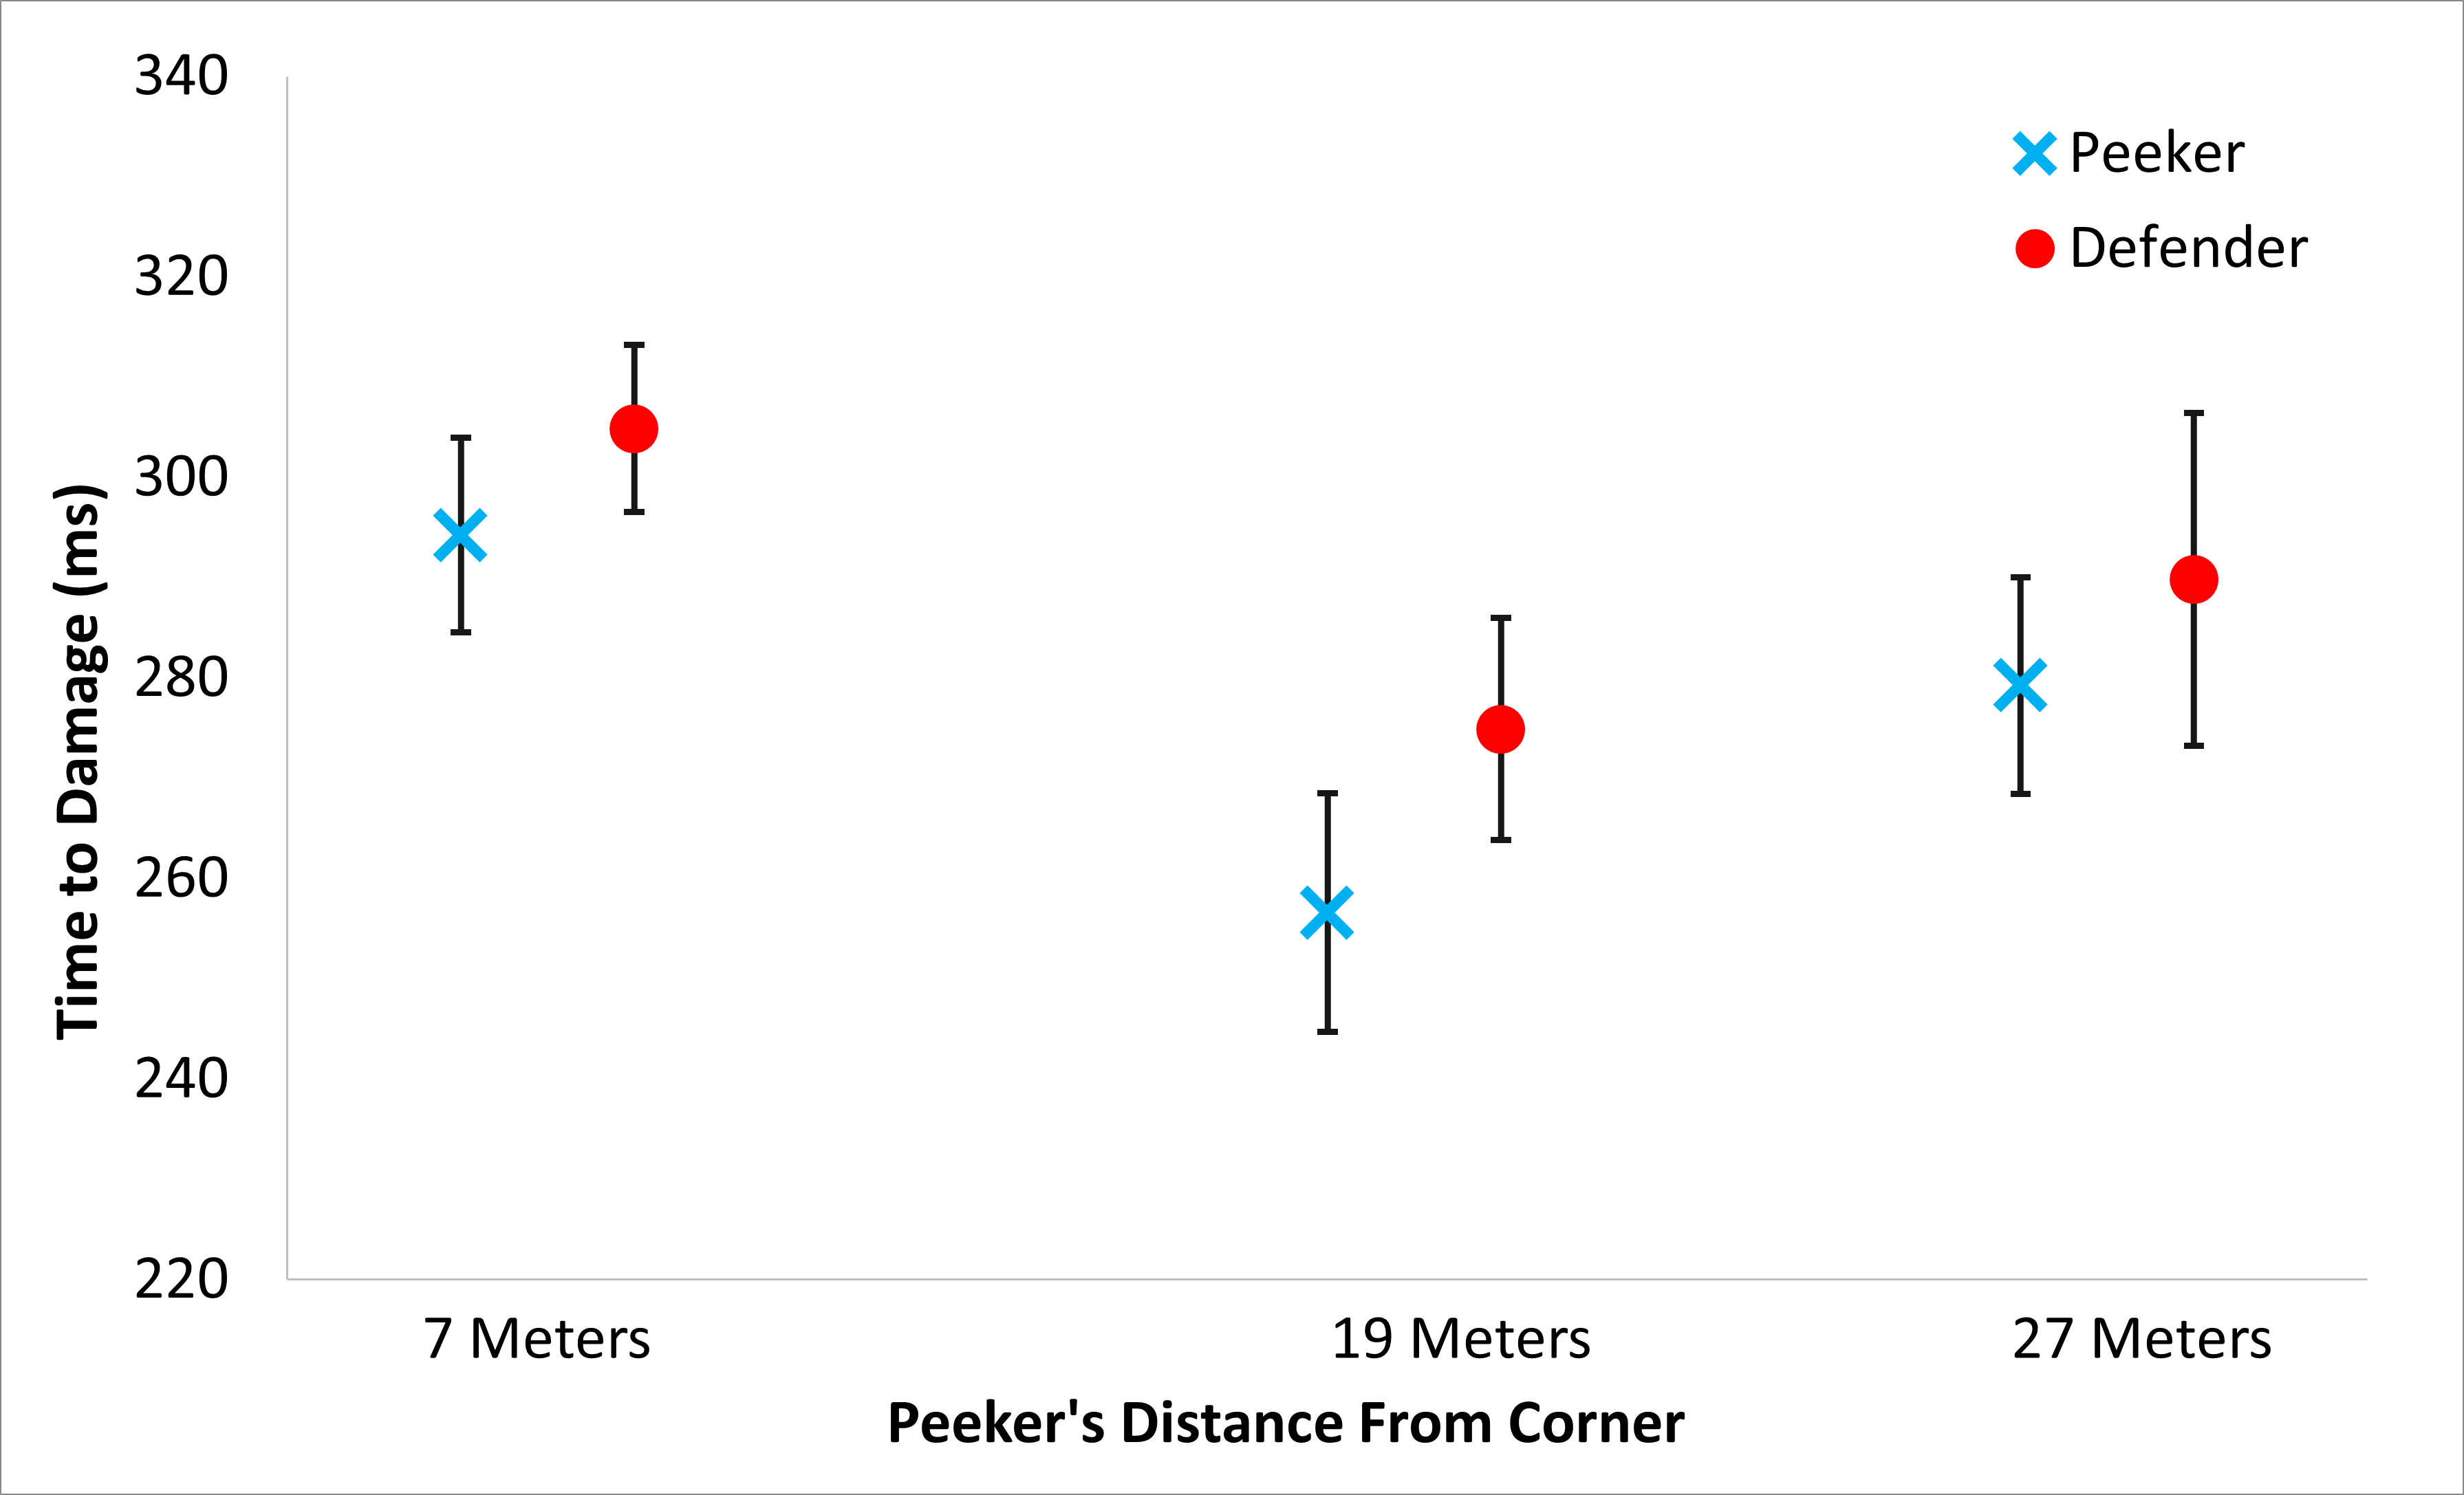 340
Peeker
Defender
320
300
280
260
240
220
Time to Damage (ms)
7 Meters
19 Meters
27 Meters
Peeker's Distance From Corner